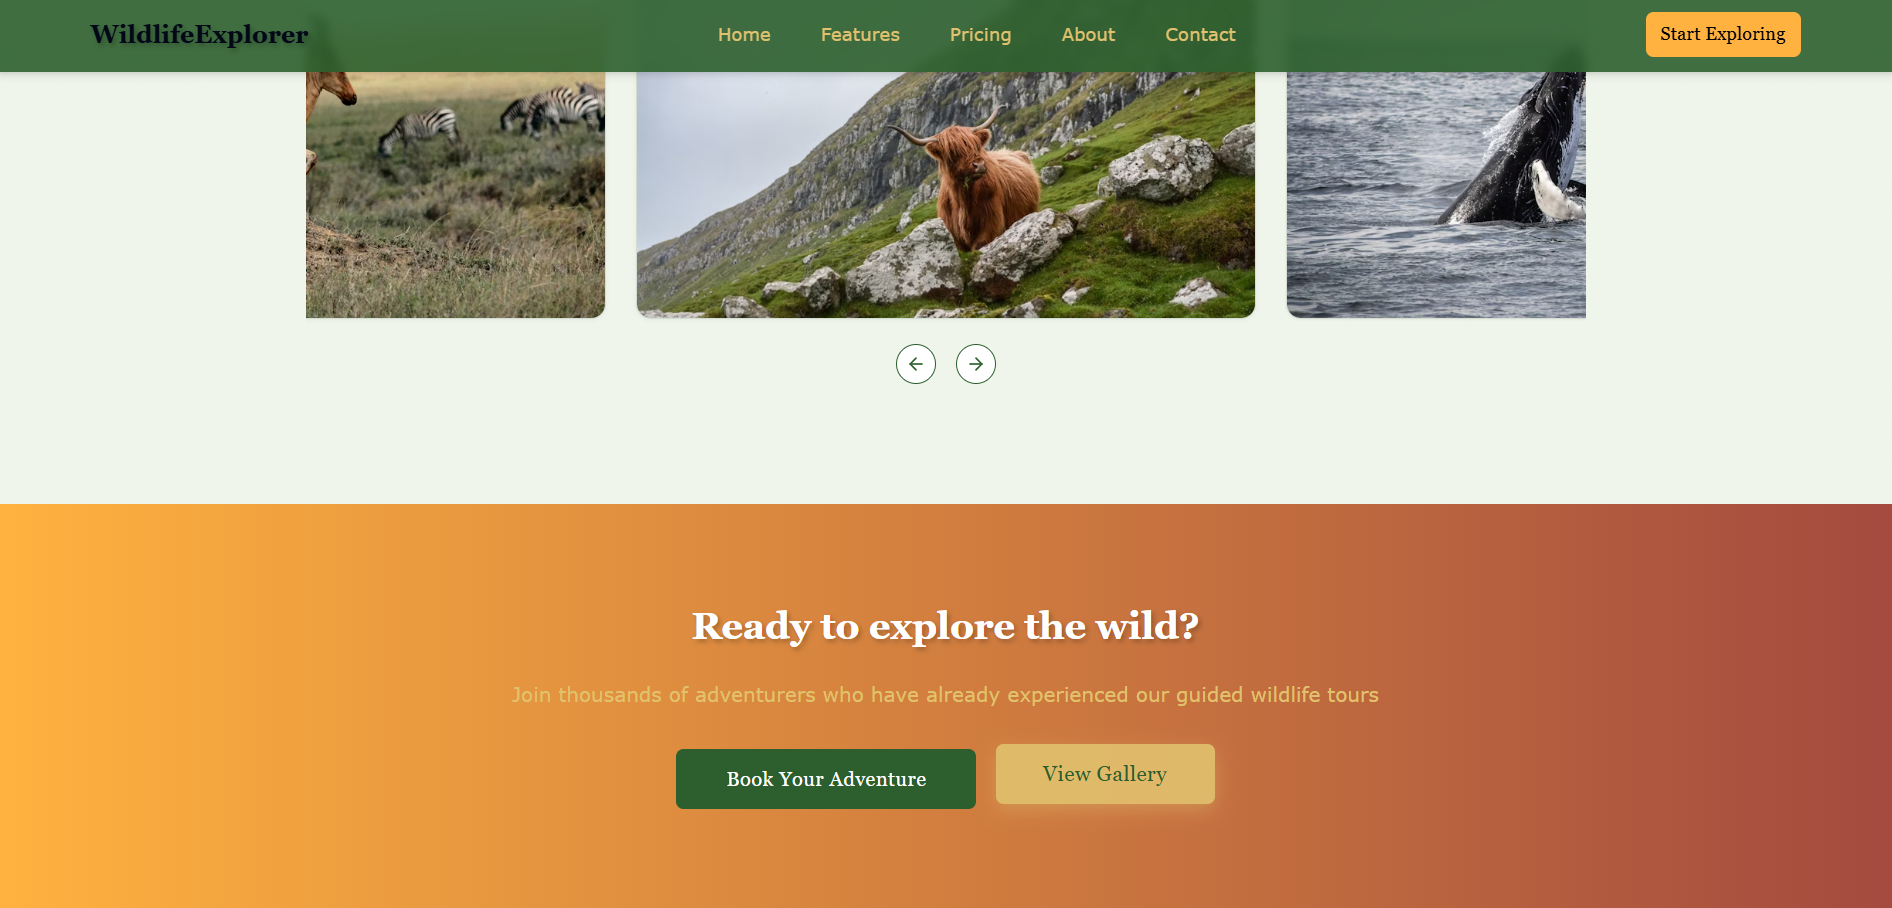 WildlifeExplorer
Home
Features
Pricing
About
Contact
Start Exploring
Ready to explore the wild?
Join thousands of adventurers who have already experienced our guided wildlife tours
Book Your Adventure
View Gallery